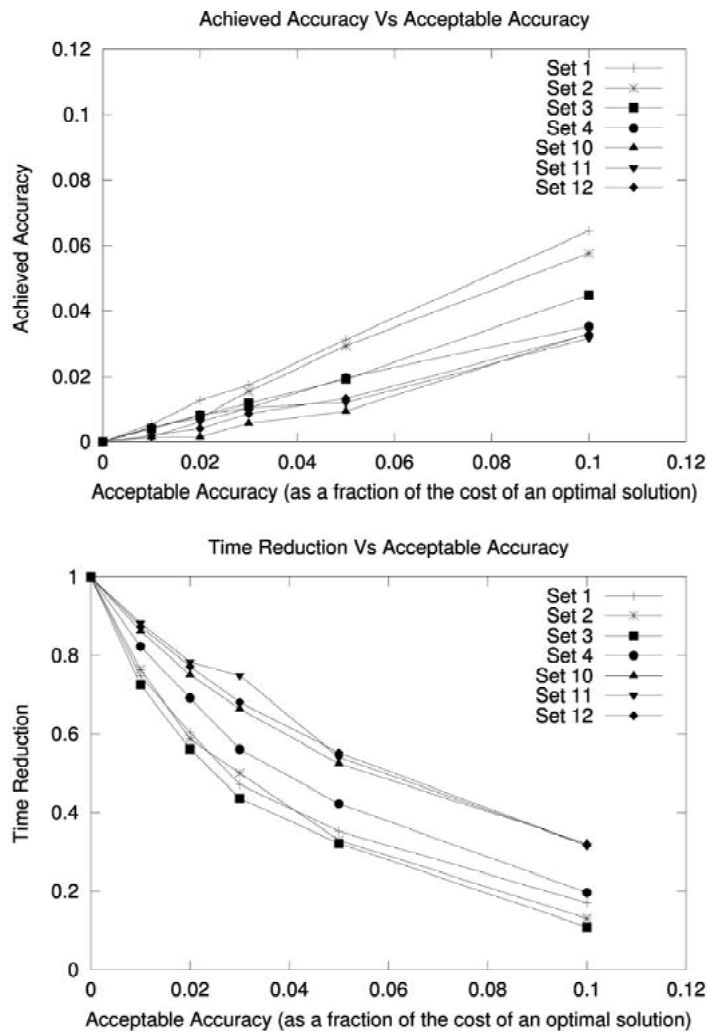 Achieved Accuracy Vs Acceptable Accuracy
0.12
0.1
0.08
0.06
0.04
0.02
0
Achieved Accuracy
Set 1
Set 2
Set 3
Set 4
Set 10
Set 11
Set 12
0 0.02 0.04 0.06 0.08 0.1 0.12
Acceptable Accuracy (as a fraction of the cost of an optimal solution)
Time Reduction Vs Acceptable Accuracy
1
0.8
0.6
0.4
0.2
0
Time Reduction
Set 1
Set 2
Set 3
Set 4
Set 10
Set 11
Set 12
0 0.02 0.04 0.06 0.08 0.1 0.12
Acceptable Accuracy (as a fraction of the cost of an optimal solution)